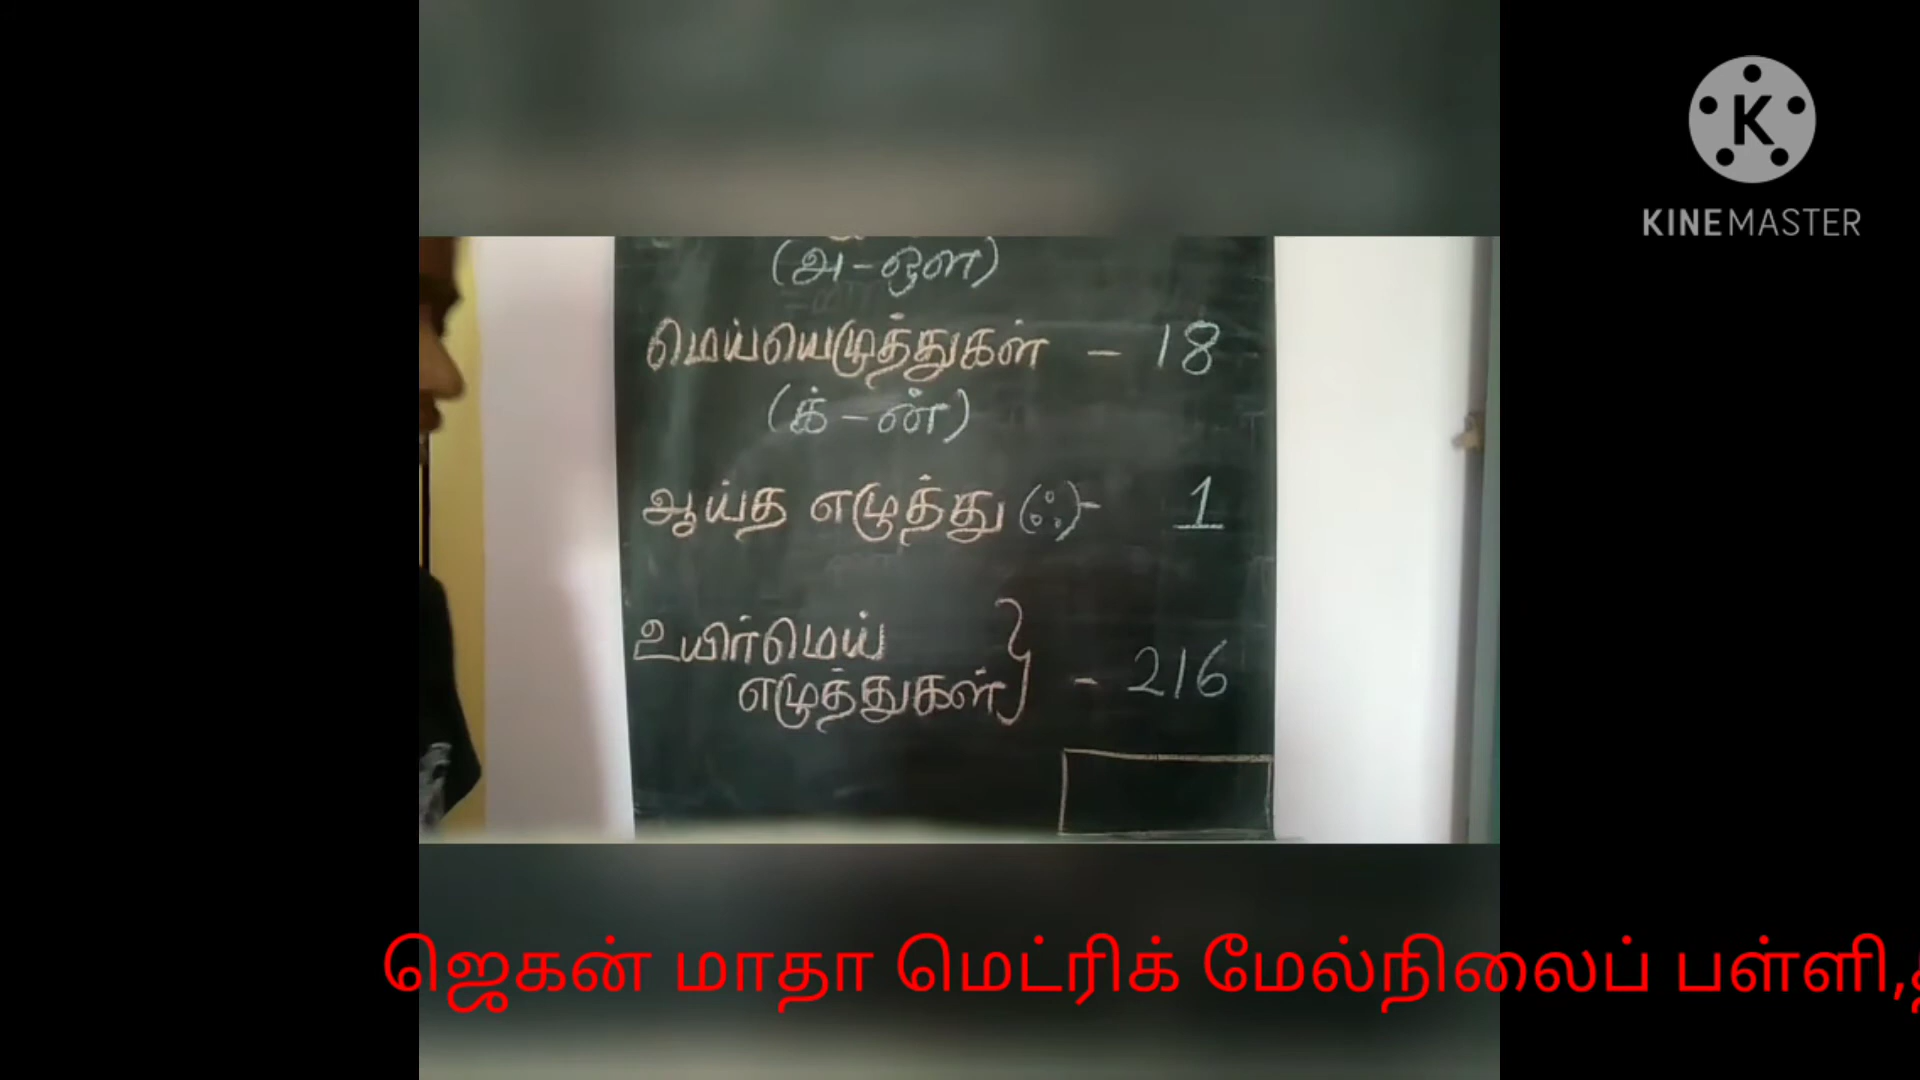 KINEMASTER
(அ-ஔ)
மெய்யெழுத்துகள் - 18
(க்-ன்)
ஆய்த எழுத்து (ஃ)- 1
உயிர்மெய்
எழுத்துகள் } - 216
ஜெகன் மாதா மெட்ரிக் மேல்நிலைப் பள்ளி,